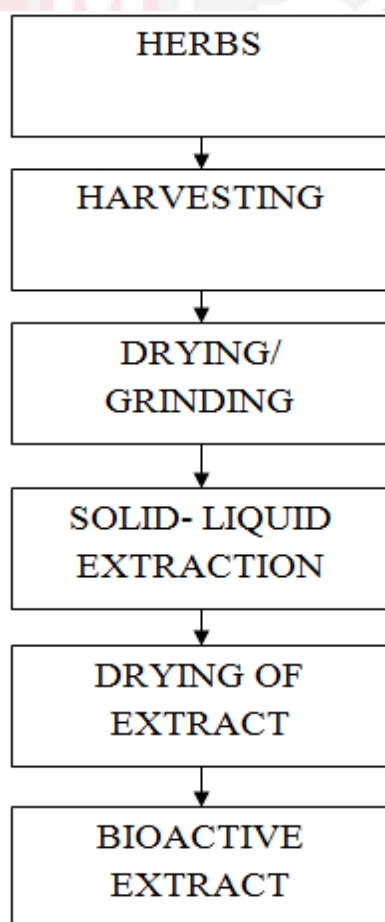 HERBS
HARVESTING
DRYING/
GRINDING
SOLID- LIQUID
EXTRACTION
DRYING OF
EXTRACT
BIOACTIVE
EXTRACT